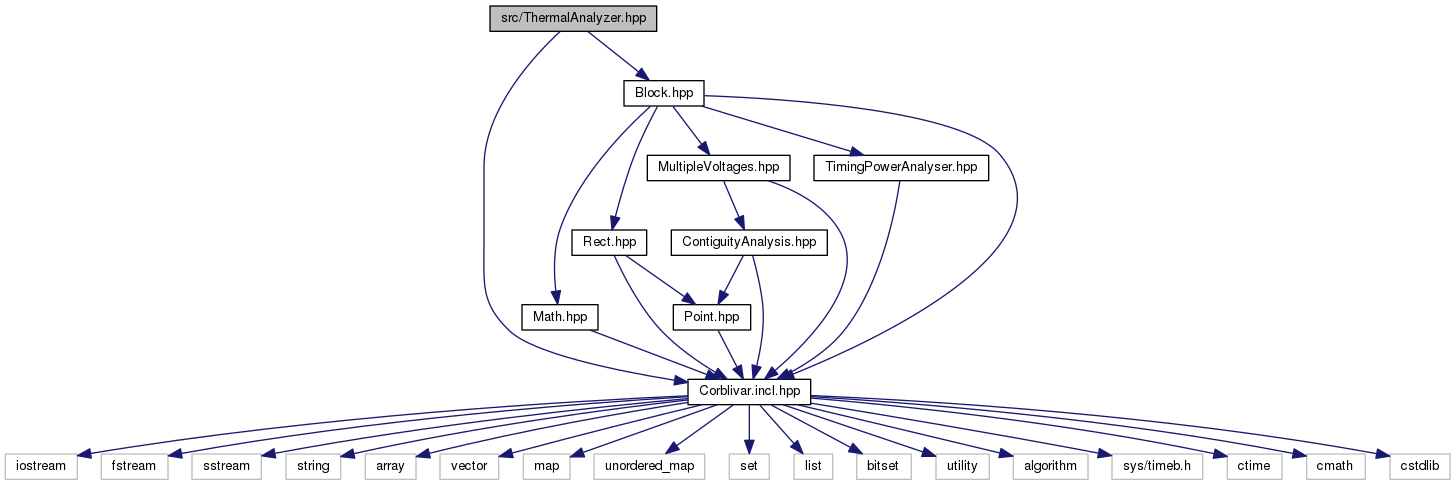 src/ThermalAnalyzer.hpp
Block.hpp
MultipleVoltages.hpp
TimingPowerAnalyser.hpp
Rect.hpp
ContiguityAnalysis.hpp
Math.hpp
Point.hpp
Corblivar.incl.hpp
iostream
fstream
sstream
string
array
vector
map
unordered_map
set
list
bitset
utility
algorithm
sys/timeb.h
ctime
cmath
cstdlib